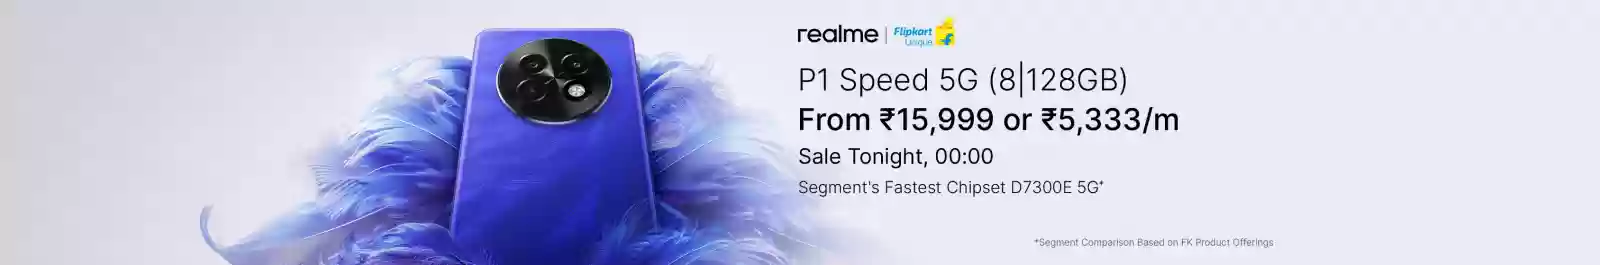 realme | Flipkart Unique
P1 Speed 5G (8|128GB)
From ₹15,999 or ₹5,333/m
Sale Tonight, 00:00
Segment's Fastest Chipset D7300E 5G*
*Segment Comparison Based on FK Product Offerings